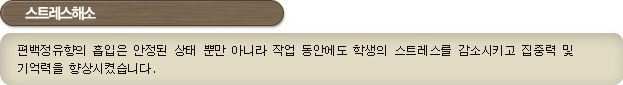 스트레스해소
편백정유향의 흡입은 안정된 상태 뿐만 아니라 작업 동안에도 학생의 스트레스를 감소시키고 집중력 및
기억력을 향상시켰습니다.